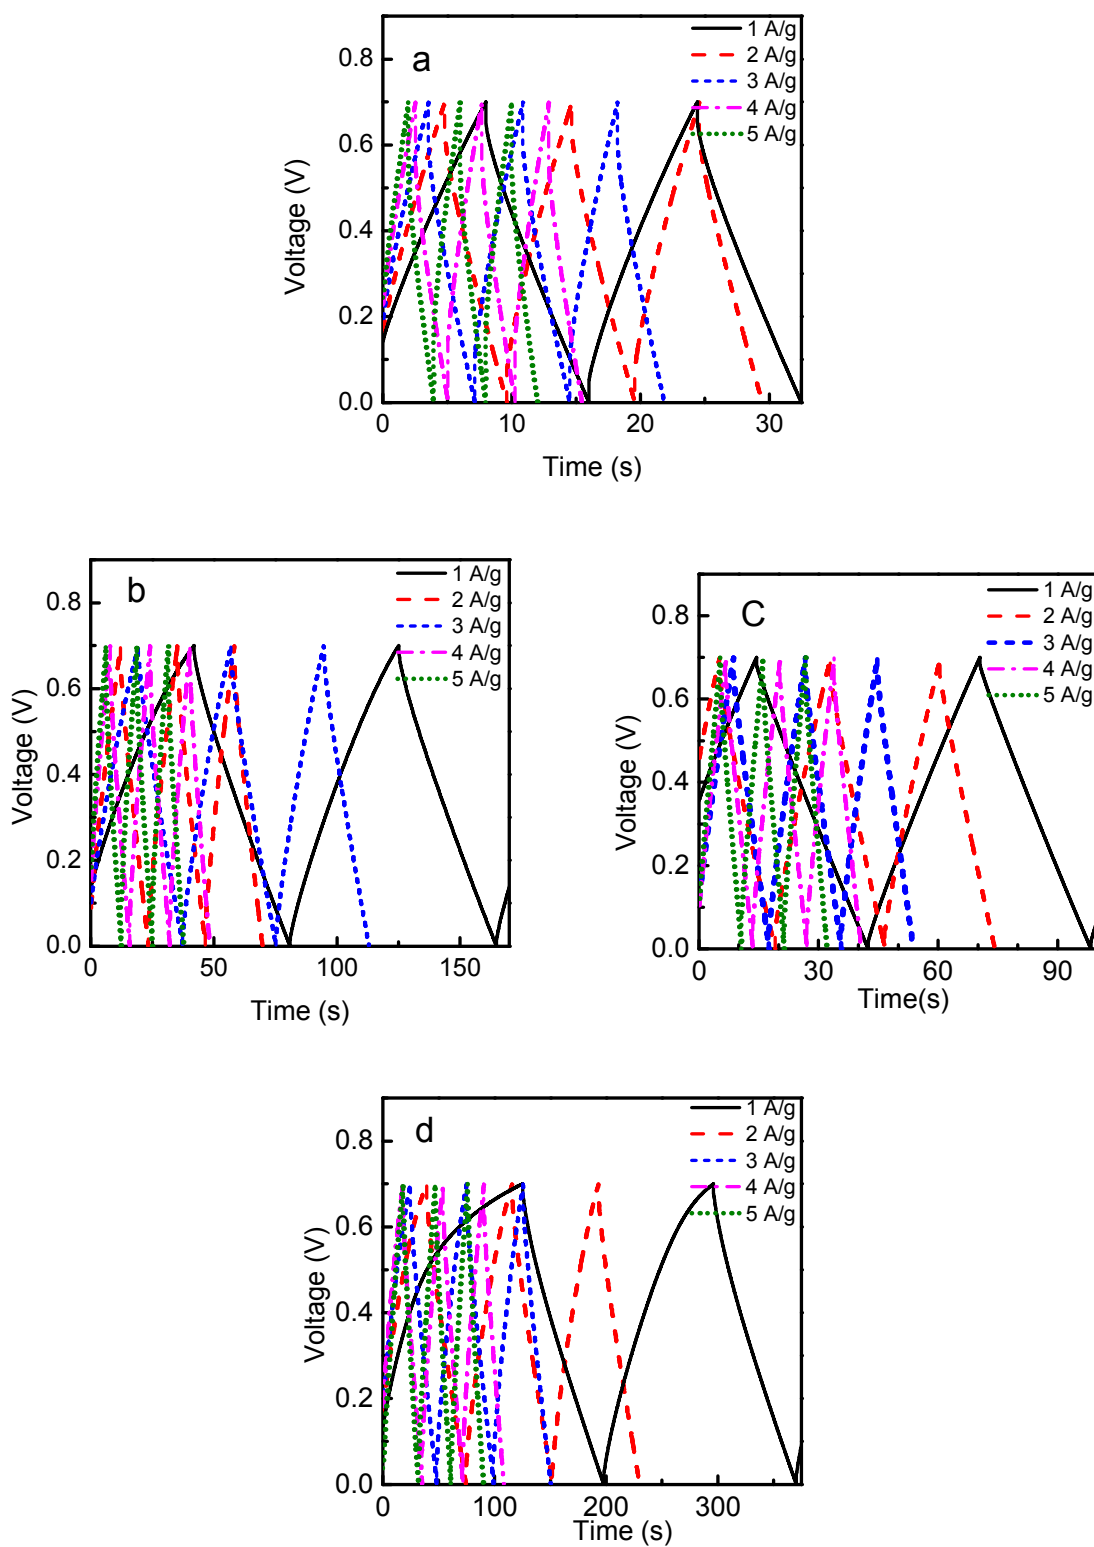 a
1 A/g
2 A/g
3 A/g
4 A/g
5 A/g
0.8
0.6
0.4
0.2
0.0
Voltage (V)
0 10 20 30
Time (s)
b
1 A/g
2 A/g
3 A/g
4 A/g
5 A/g
0.8
0.6
0.4
0.2
0.0
Voltage (V)
0 50 100 150
Time (s)
C
1 A/g
2 A/g
3 A/g
4 A/g
5 A/g
0.8
0.6
0.4
0.2
0.0
Voltage (V)
0 30 60 90
Time(s)
d
1 A/g
2 A/g
3 A/g
4 A/g
5 A/g
0.8
0.6
0.4
0.2
0.0
Voltage (V)
0 100 200 300
Time (s)